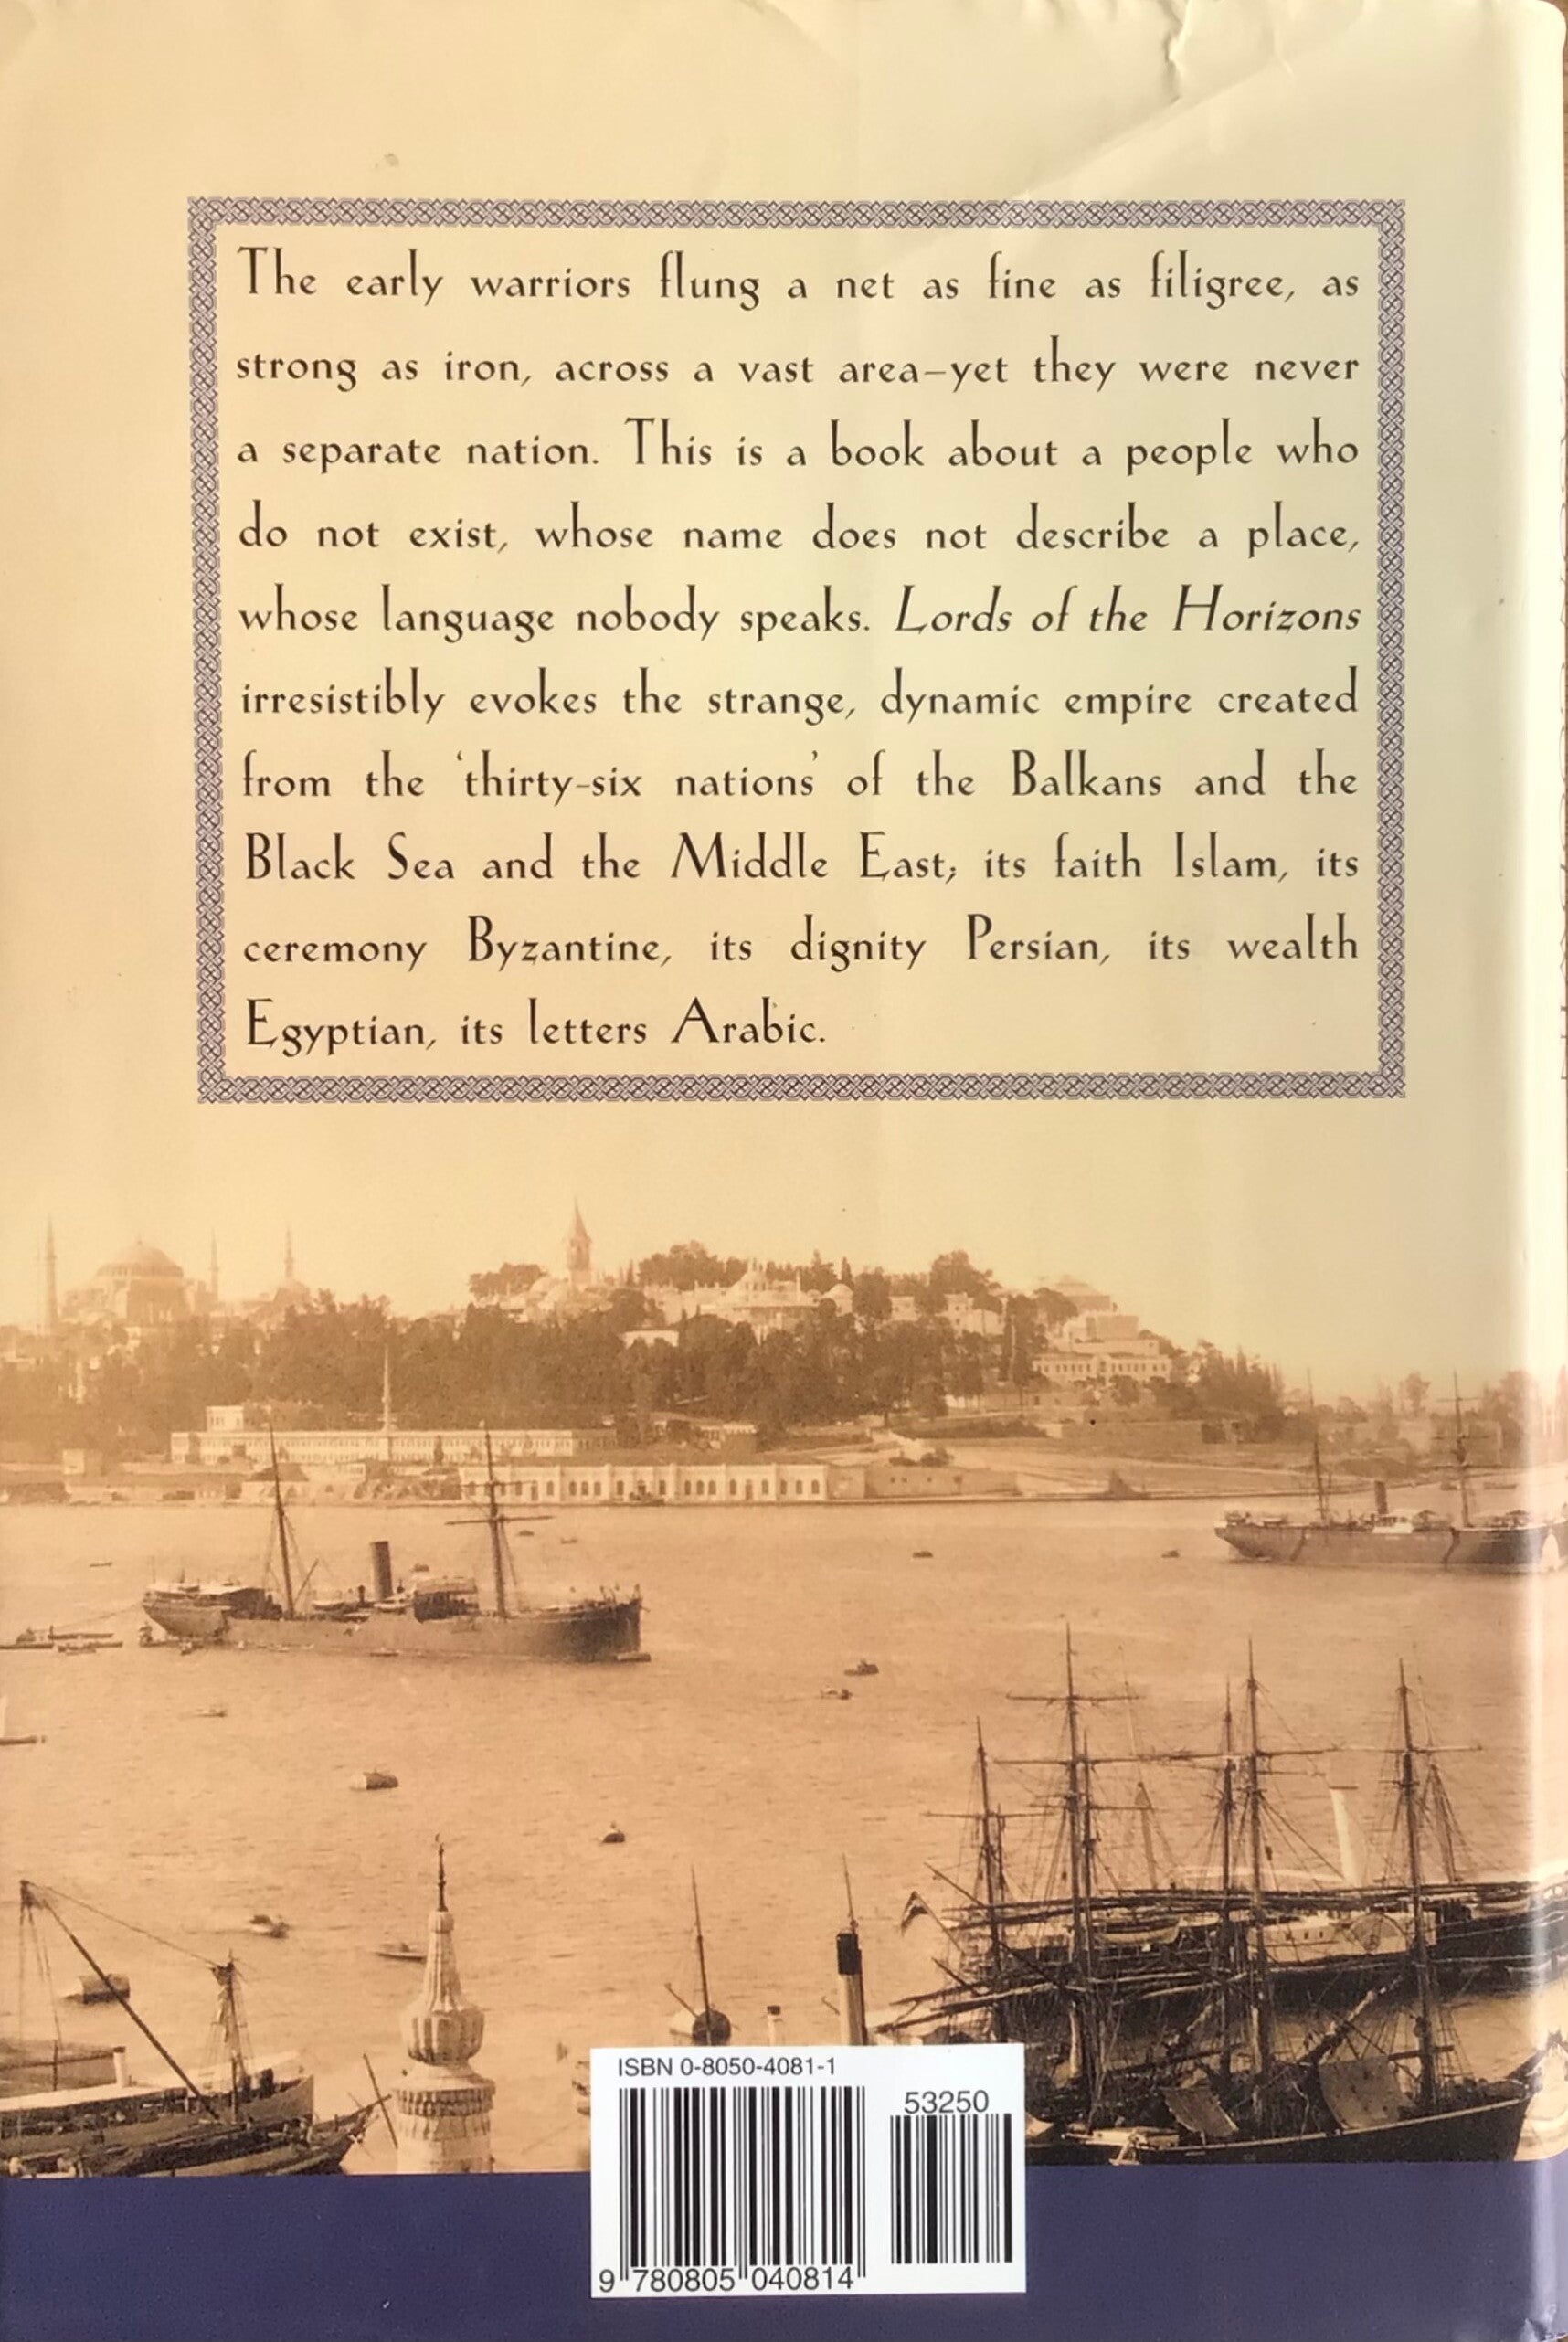 The early warriors flung a net as fine as filigree, as
strong as iron, across a vast area–yet they were never
a separate nation. This is a book about a people who
do not exist, whose name does not describe a place,
whose language nobody speaks. Lords of the Horizons
irresistibly evokes the strange, dynamic empire created
from the ‘thirty-six nations’ of the Balkans and the
Black Sea and the Middle East; its faith Islam, its
ceremony Byzantine, its dignity Persian, its wealth
Egyptian, its letters Arabic.
ISBN 0-8050-4081-1
53250
9 780805 040814